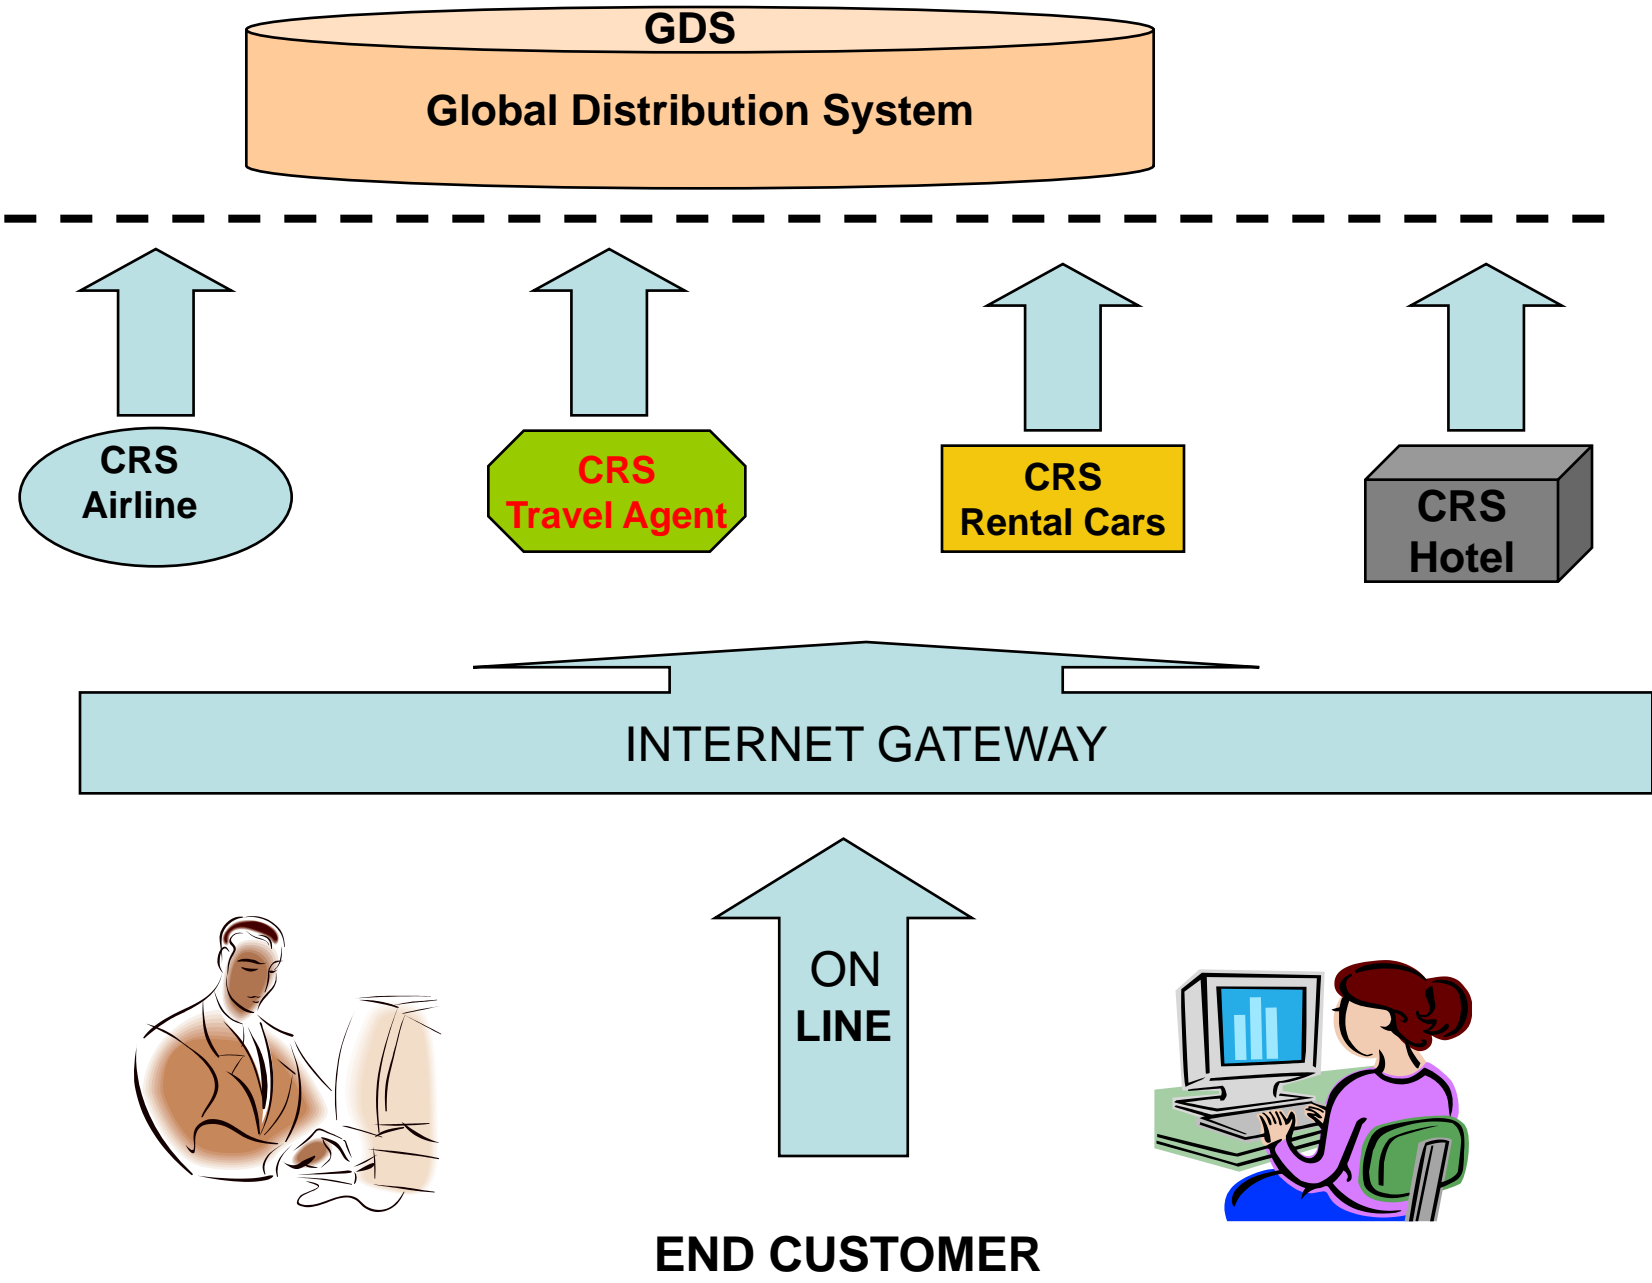 GDS
Global Distribution System
CRS
Airline
CRS
Travel Agent
CRS
Rental Cars
CRS
Hotel
INTERNET GATEWAY
ON
LINE
END CUSTOMER